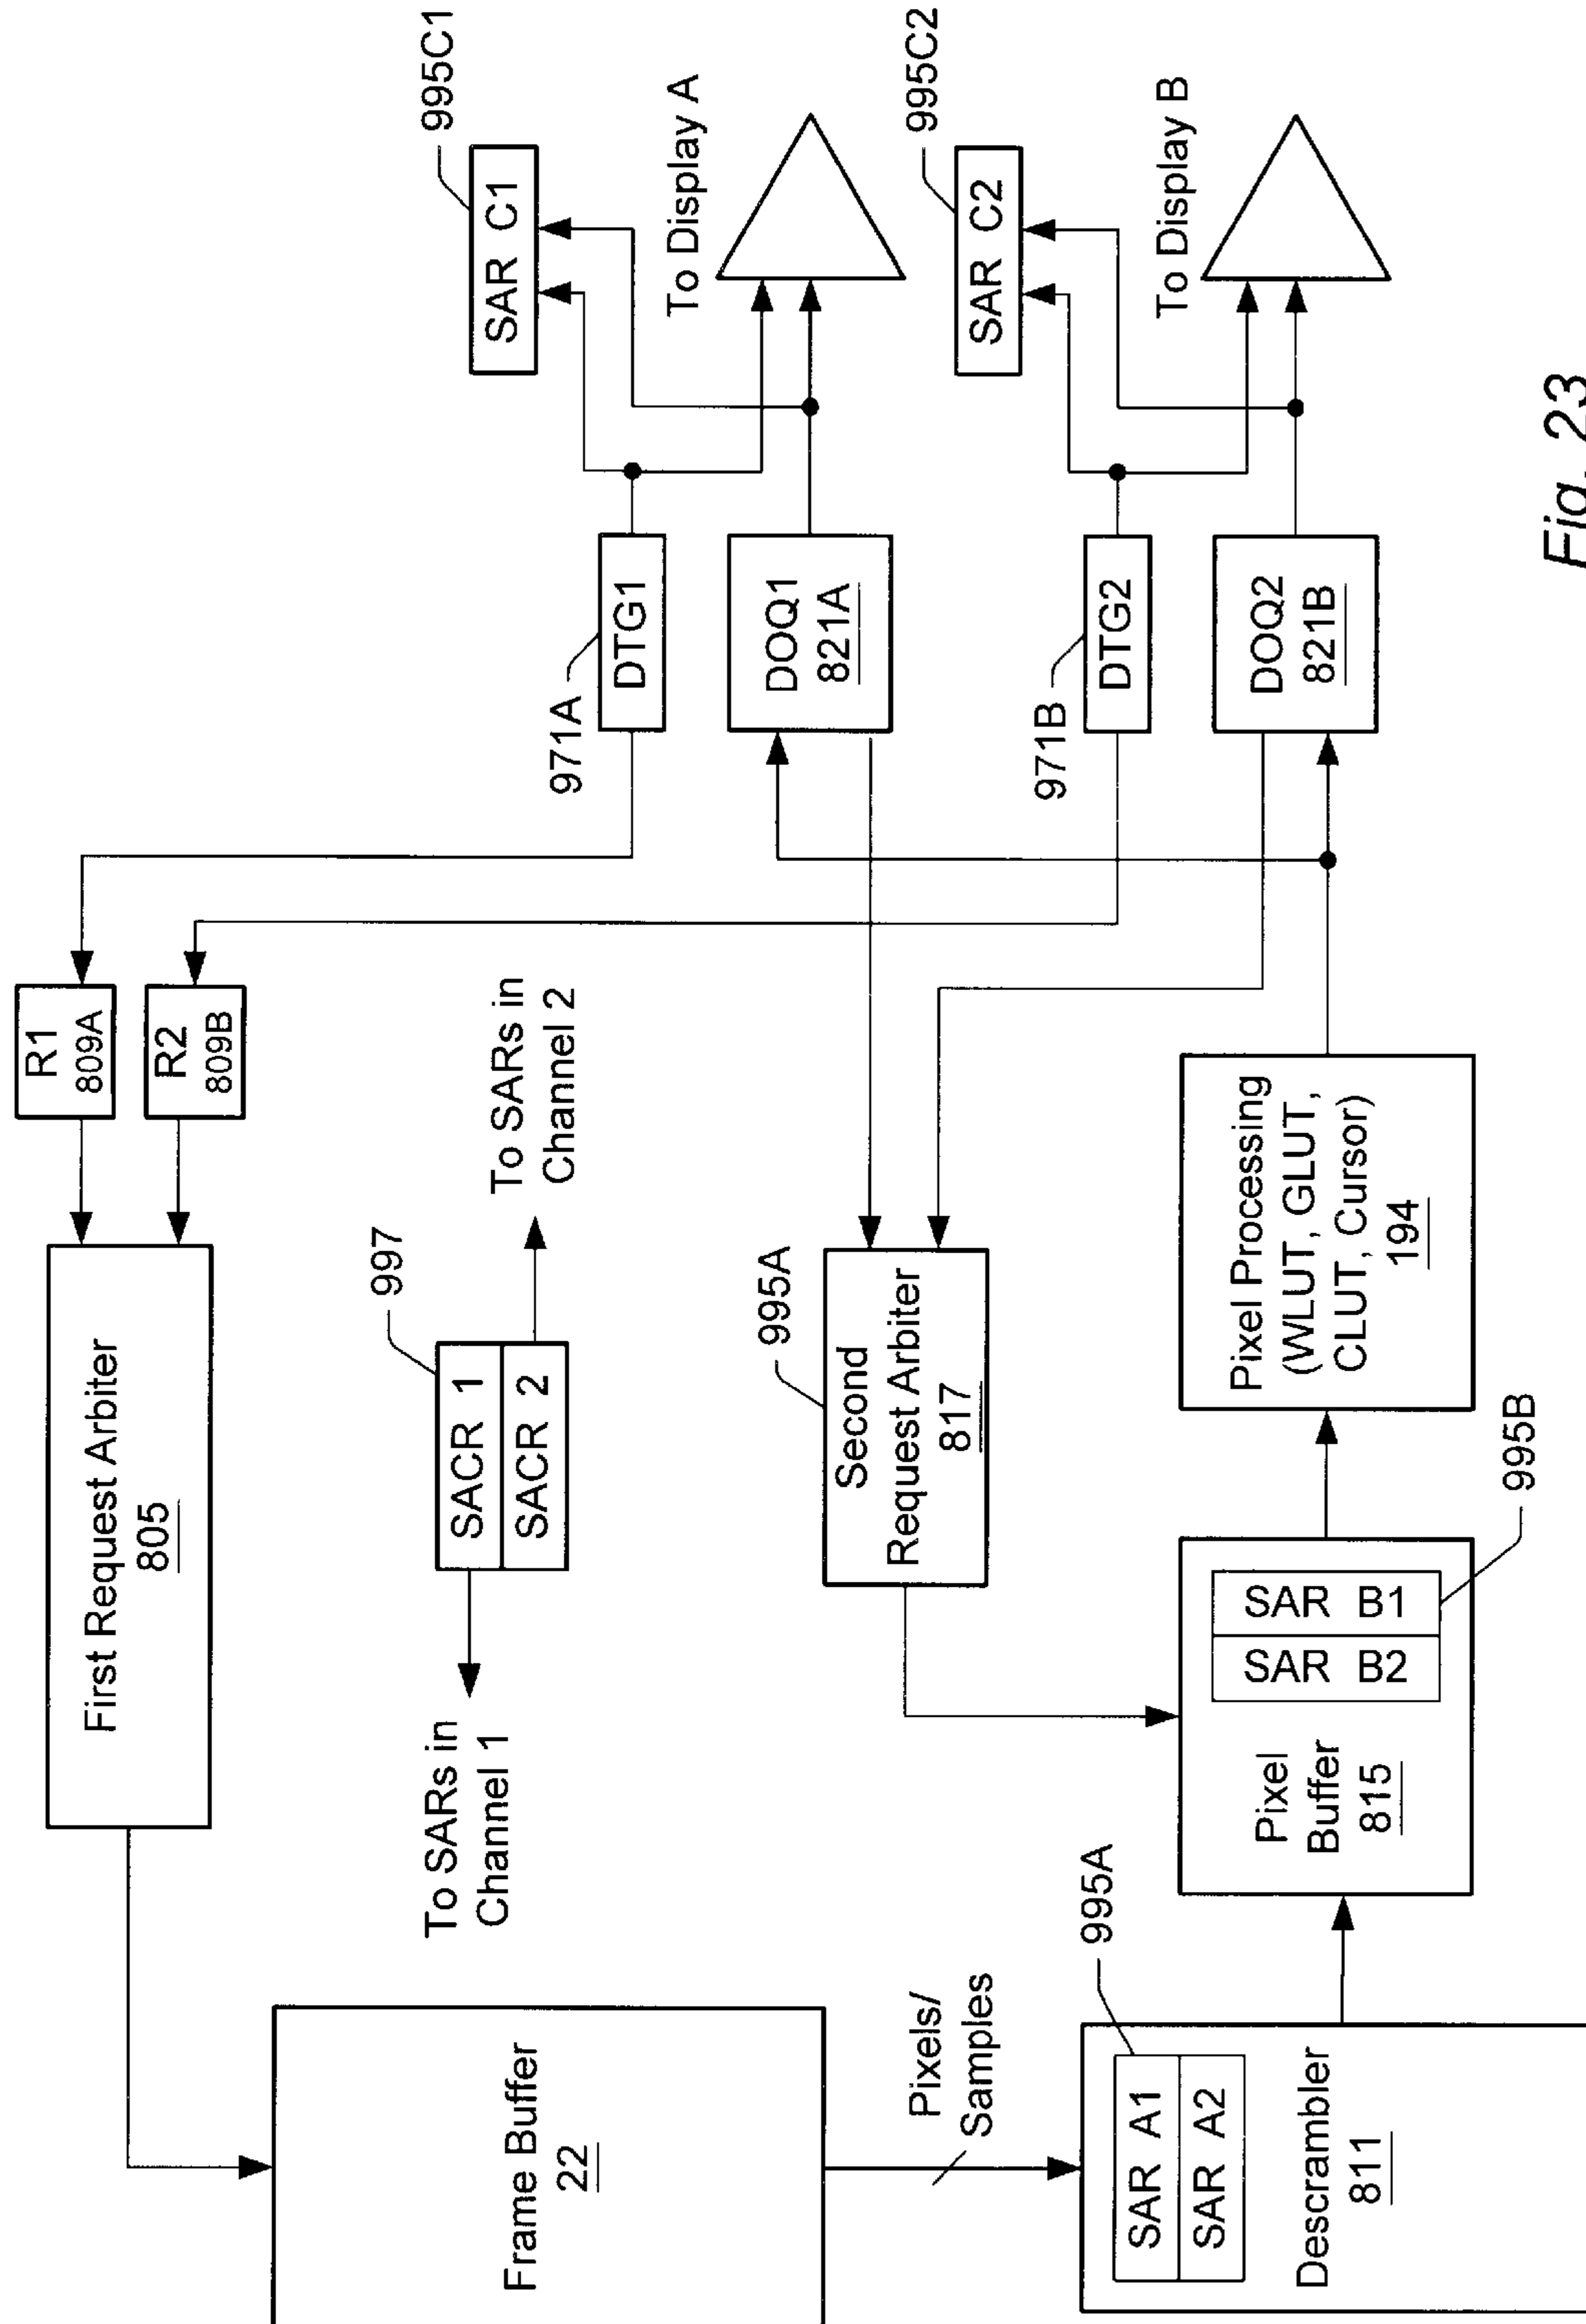 First Request Arbiter
805
R1
809A
R2
809B
To SARs in
Channel 1
SACR 1
SACR 2
997
To SARs in
Channel 2
Frame Buffer
22
Pixels/
Samples
995A
SAR A1
SAR A2
Descrambler
811
Second
Request Arbiter
817
995A
Pixel
Buffer
815
SAR B1
SAR B2
995B
Pixel Processing
(WLUT, GLUT,
CLUT, Cursor)
194
971A
DTG1
DOQ1
821A
971B
DTG2
DOQ2
821B
SAR C1
995C1
To Display A
SAR C2
995C2
To Display B
Fig. 23